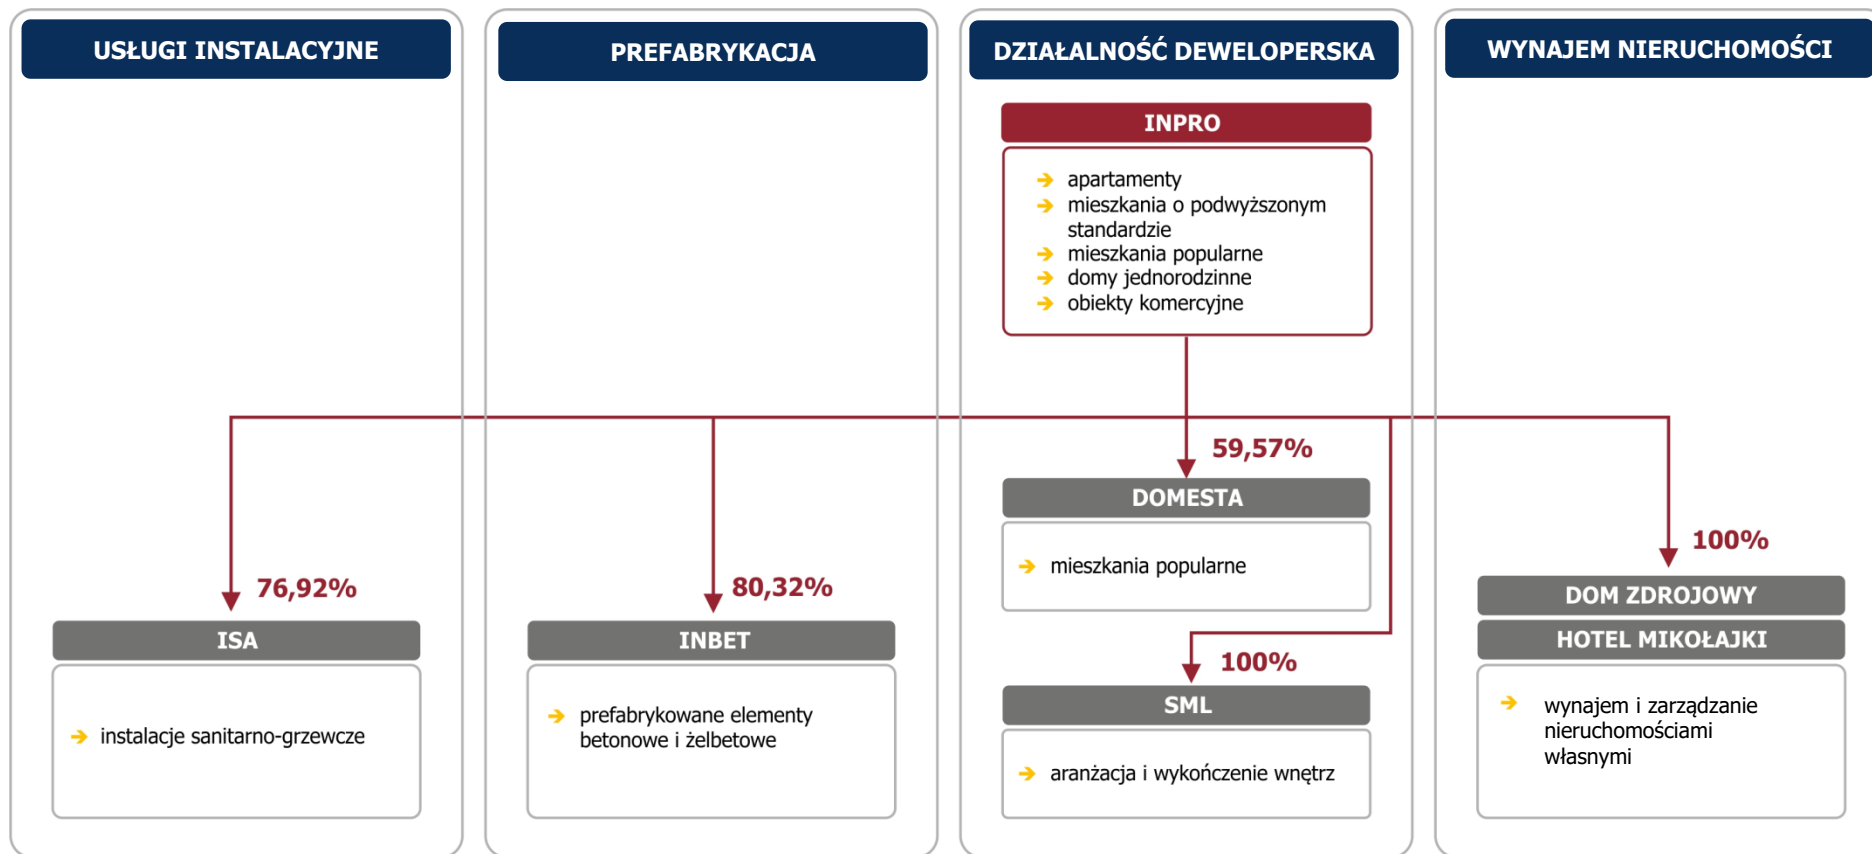 USŁUGI INSTALACYJNE
76,92%
ISA
instalacje sanitarno-grzewcze
PREFABRYKACJA
80,32%
INBET
prefabrykowane elementy
betonowe i żelbetowe
DZIAŁALNOŚĆ DEWELOPERSKA
INPRO
apartamenty
mieszkania o podwyższonym
standardzie
mieszkania popularne
domy jednorodzinne
obiekty komercyjne
59,57%
DOMESTA
mieszkania popularne
100%
SML
aranżacja i wykończenie wnętrz
WYNAJEM NIERUCHOMOŚCI
100%
DOM ZDROJOWY
HOTEL MIKOŁAJKI
wynajem i zarządzanie
nieruchomościami
własnymi